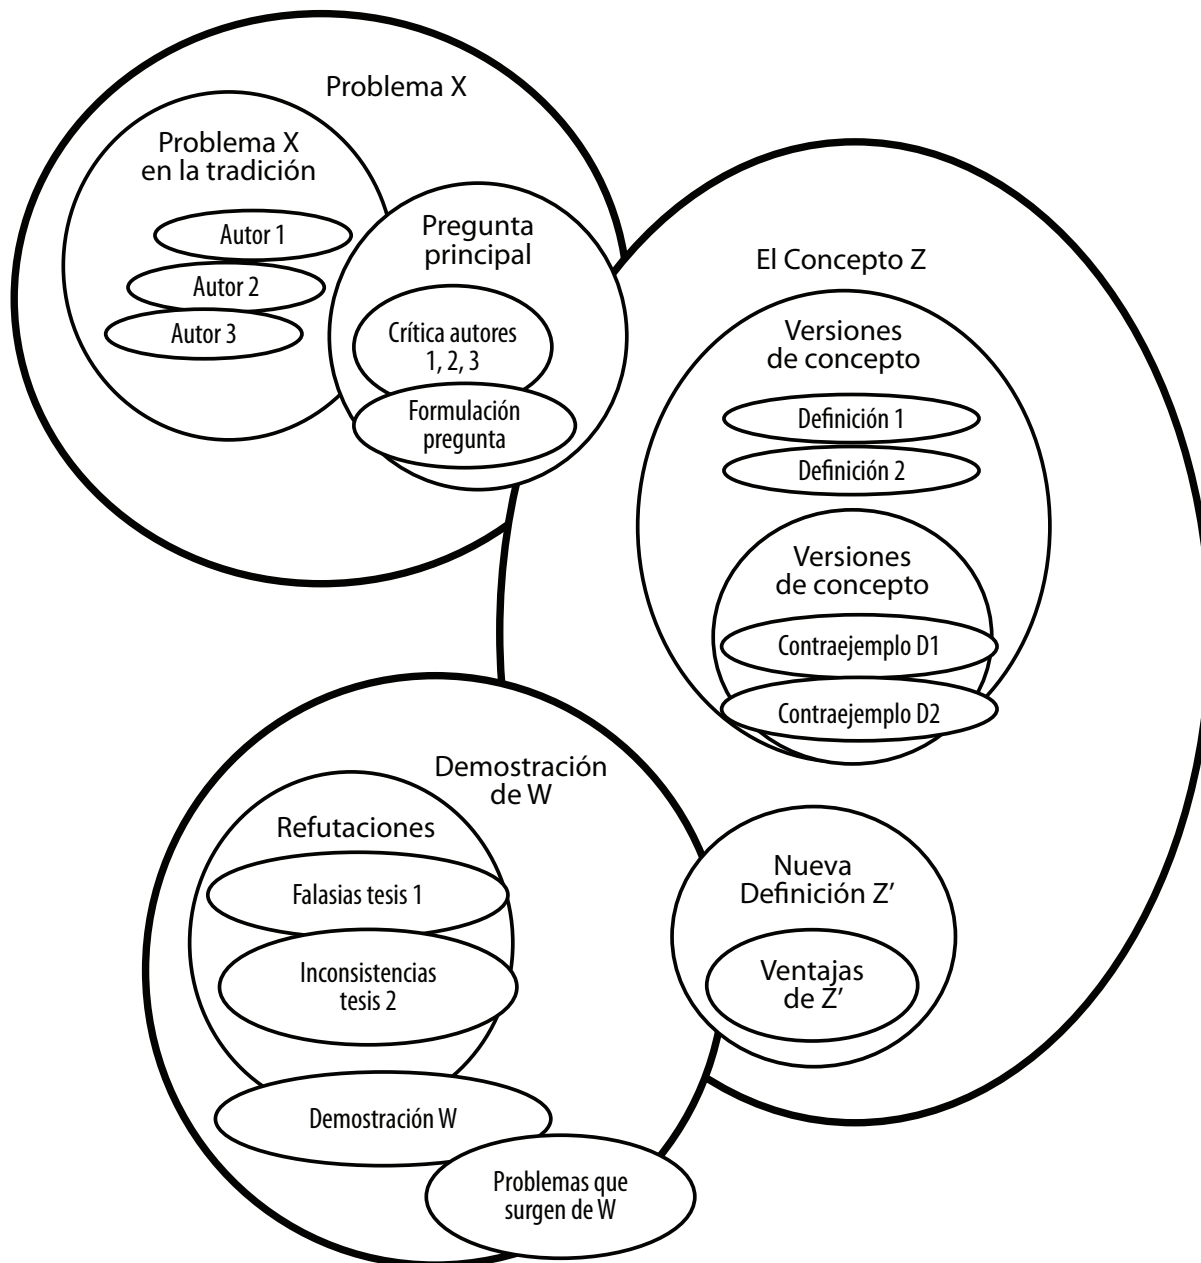 Problema X
Problema X
en la tradición
Autor 1
Autor 2
Autor 3
Pregunta
principal
Crítica autores
1, 2, 3
Formulación
pregunta
El Concepto Z
Versiones
de concepto
Definición 1
Definición 2
Versiones
de concepto
Contraejemplo D1
Contraejemplo D2
Demostración
de W
Refutaciones
Falasias tesis 1
Inconsistencias
tesis 2
Demostración W
Problemas que
surgen de W
Nueva
Definición Z’
Ventajas
de Z’